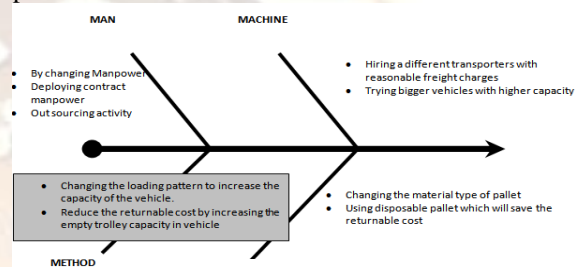 MAN
MACHINE
• By changing Manpower
• Deploying contract
manpower
• Out sourcing activity
• Hiring a different transporters with
reasonable freight charges
• Trying bigger vehicles with higher capacity
• Changing the loading pattern to increase the
capacity of the vehicle.
• Reduce the returnable cost by increasing the
empty trolley capacity in vehicle
• Changing the material type of pallet
• Using disposable pallet which will save the
returnable cost
METHOD